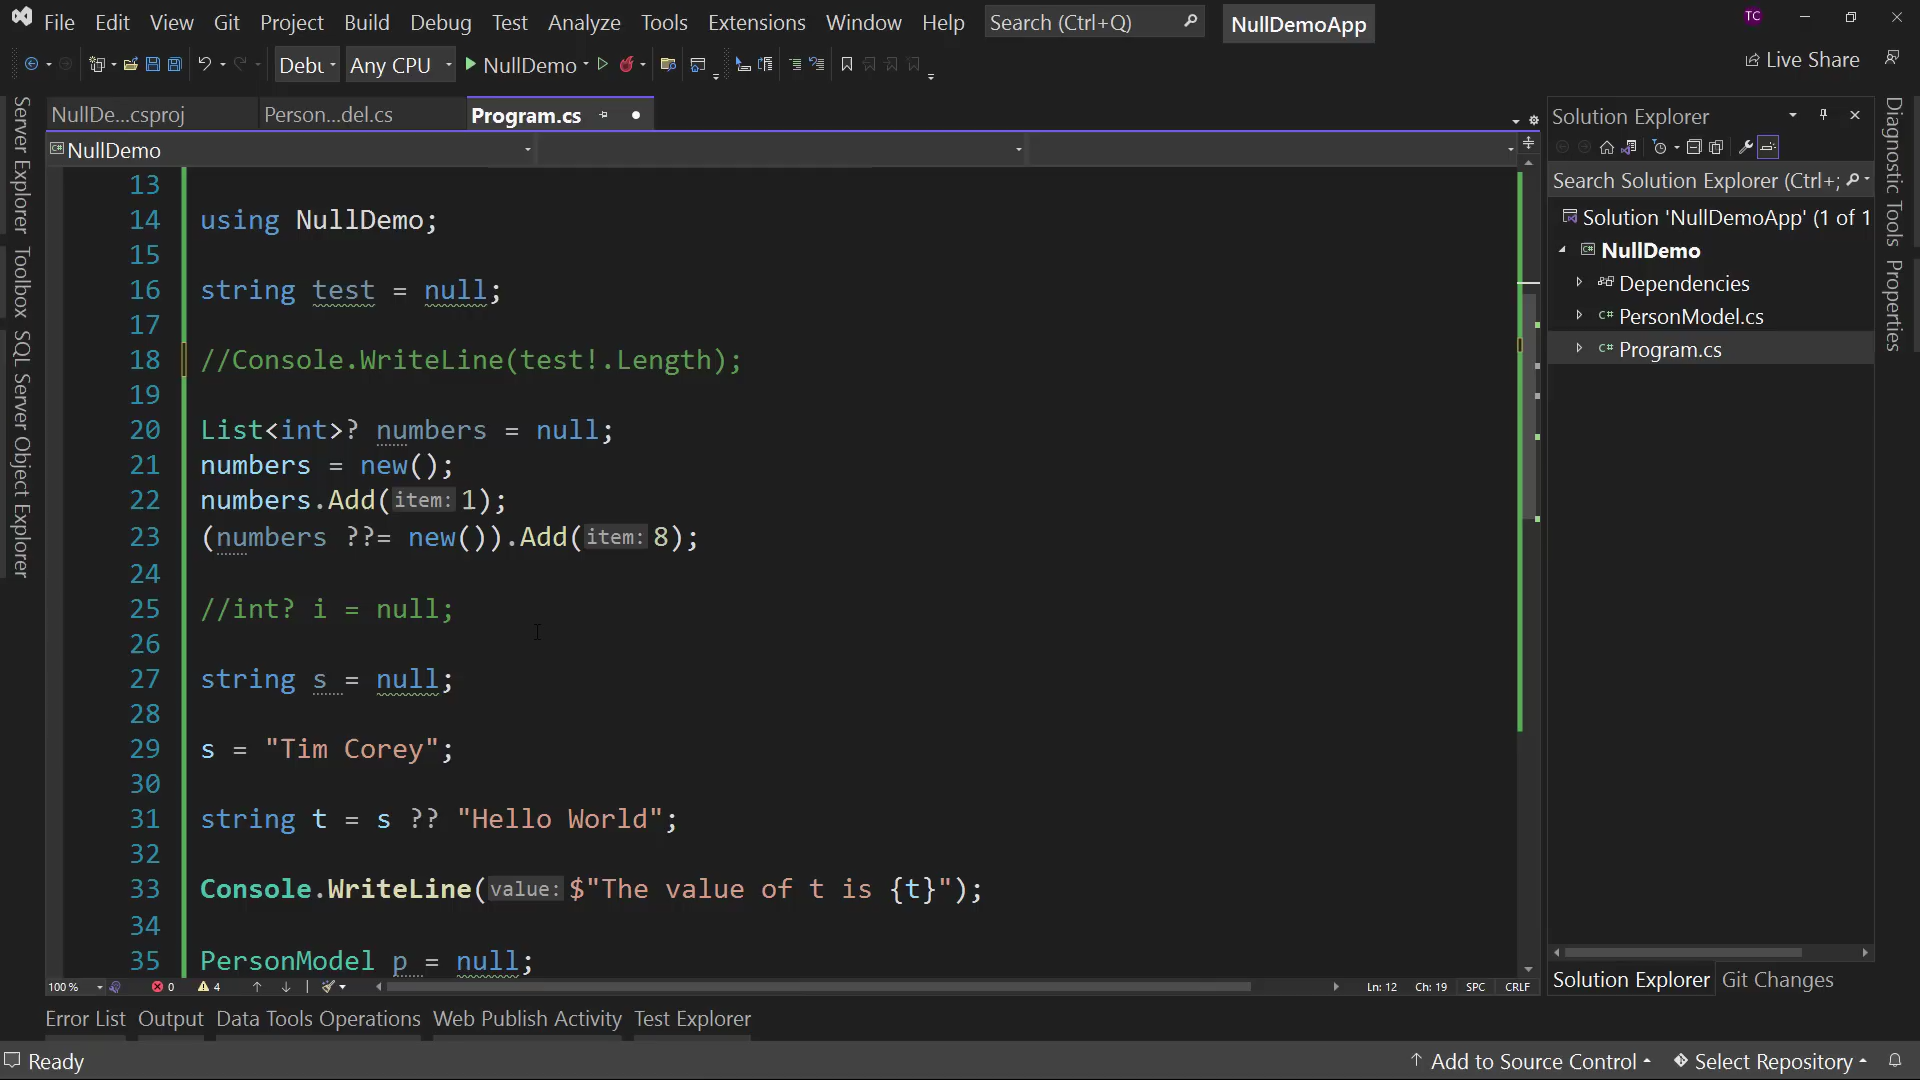 File Edit View Git Project Build Debug Test Analyze Tools Extensions Window Help Search (Ctrl+Q) NullDemoApp TC
Debu Any CPU NullDemo Live Share
NullDe...csproj Person...del.cs Program.cs
NullDemo
13
14 using NullDemo;
15
16 string test = null;
17
18 //Console.WriteLine(test!.Length);
19
20 List<int>? numbers = null;
21 numbers = new();
22 numbers.Add(item: 1);
23 (numbers ??= new()).Add(item: 8);
24
25 //int? i = null;
26
27 string s = null;
28
29 s = "Tim Corey";
30
31 string t = s ?? "Hello World";
32
33 Console.WriteLine(value: $"The value of t is {t}");
34
35 PersonModel p = null;
100 % 0 4 Ln: 12 Ch: 19 SPC CRLF
Server Explorer
Toolbox
SQL Server Object Explorer
Solution Explorer
Search Solution Explorer (Ctrl+;
Solution 'NullDemoApp' (1 of 1
C# NullDemo
Dependencies
C# PersonModel.cs
C# Program.cs
Solution Explorer Git Changes
Diagnostic Tools
Properties
Error List Output Data Tools Operations Web Publish Activity Test Explorer
Ready Add to Source Control Select Repository